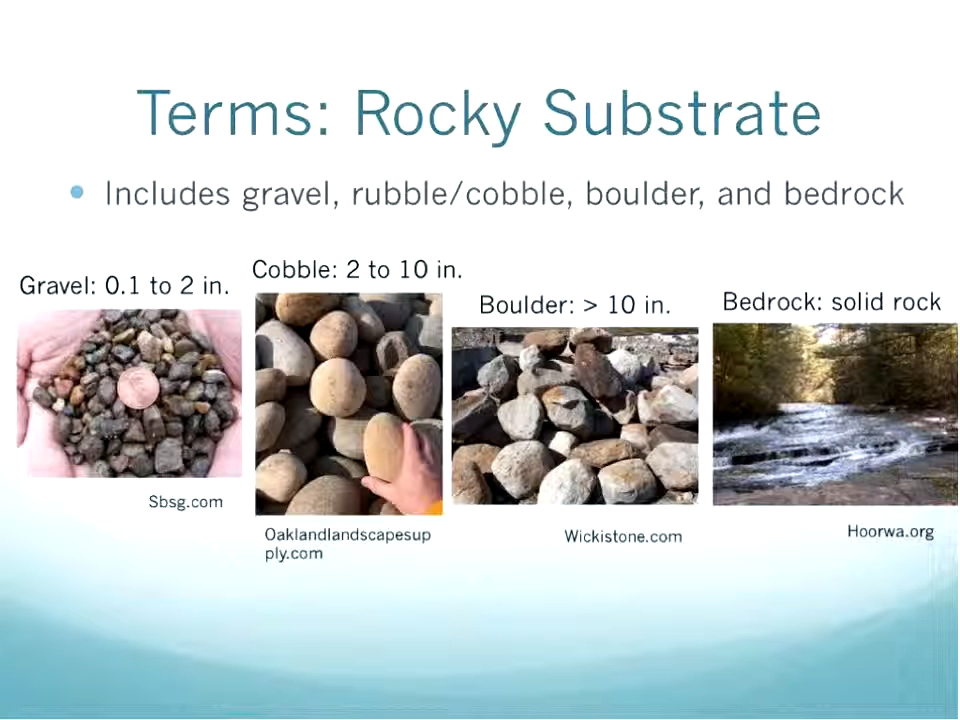 Terms: Rocky Substrate
Includes gravel, rubble/cobble, boulder, and bedrock
Gravel: 0.1 to 2 in.
Cobble: 2 to 10 in.
Boulder: > 10 in.
Bedrock: solid rock
Sbsg.com
Oaklandlandscapesup
ply.com
Wickistone.com
Hoorwa.org